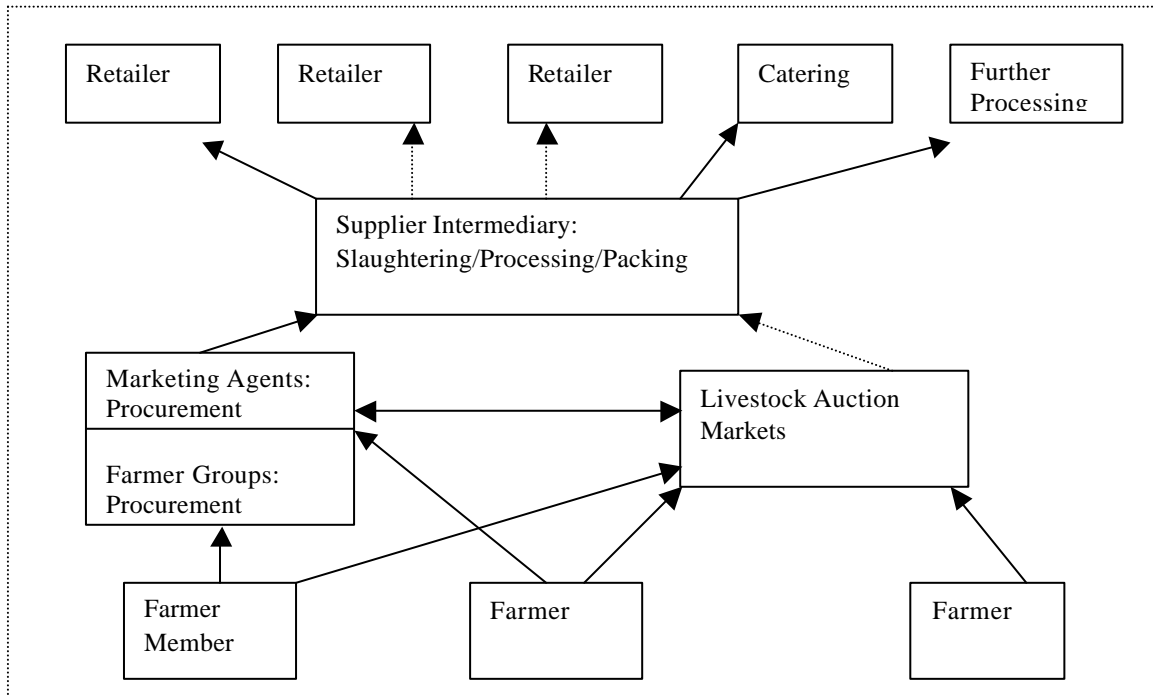 Retailer
Retailer
Retailer
Catering
Further
Processing
Supplier Intermediary:
Slaughtering/Processing/Packing
Marketing Agents:
Procurement
Farmer Groups:
Procurement
Livestock Auction
Markets
Farmer
Member
Farmer
Farmer